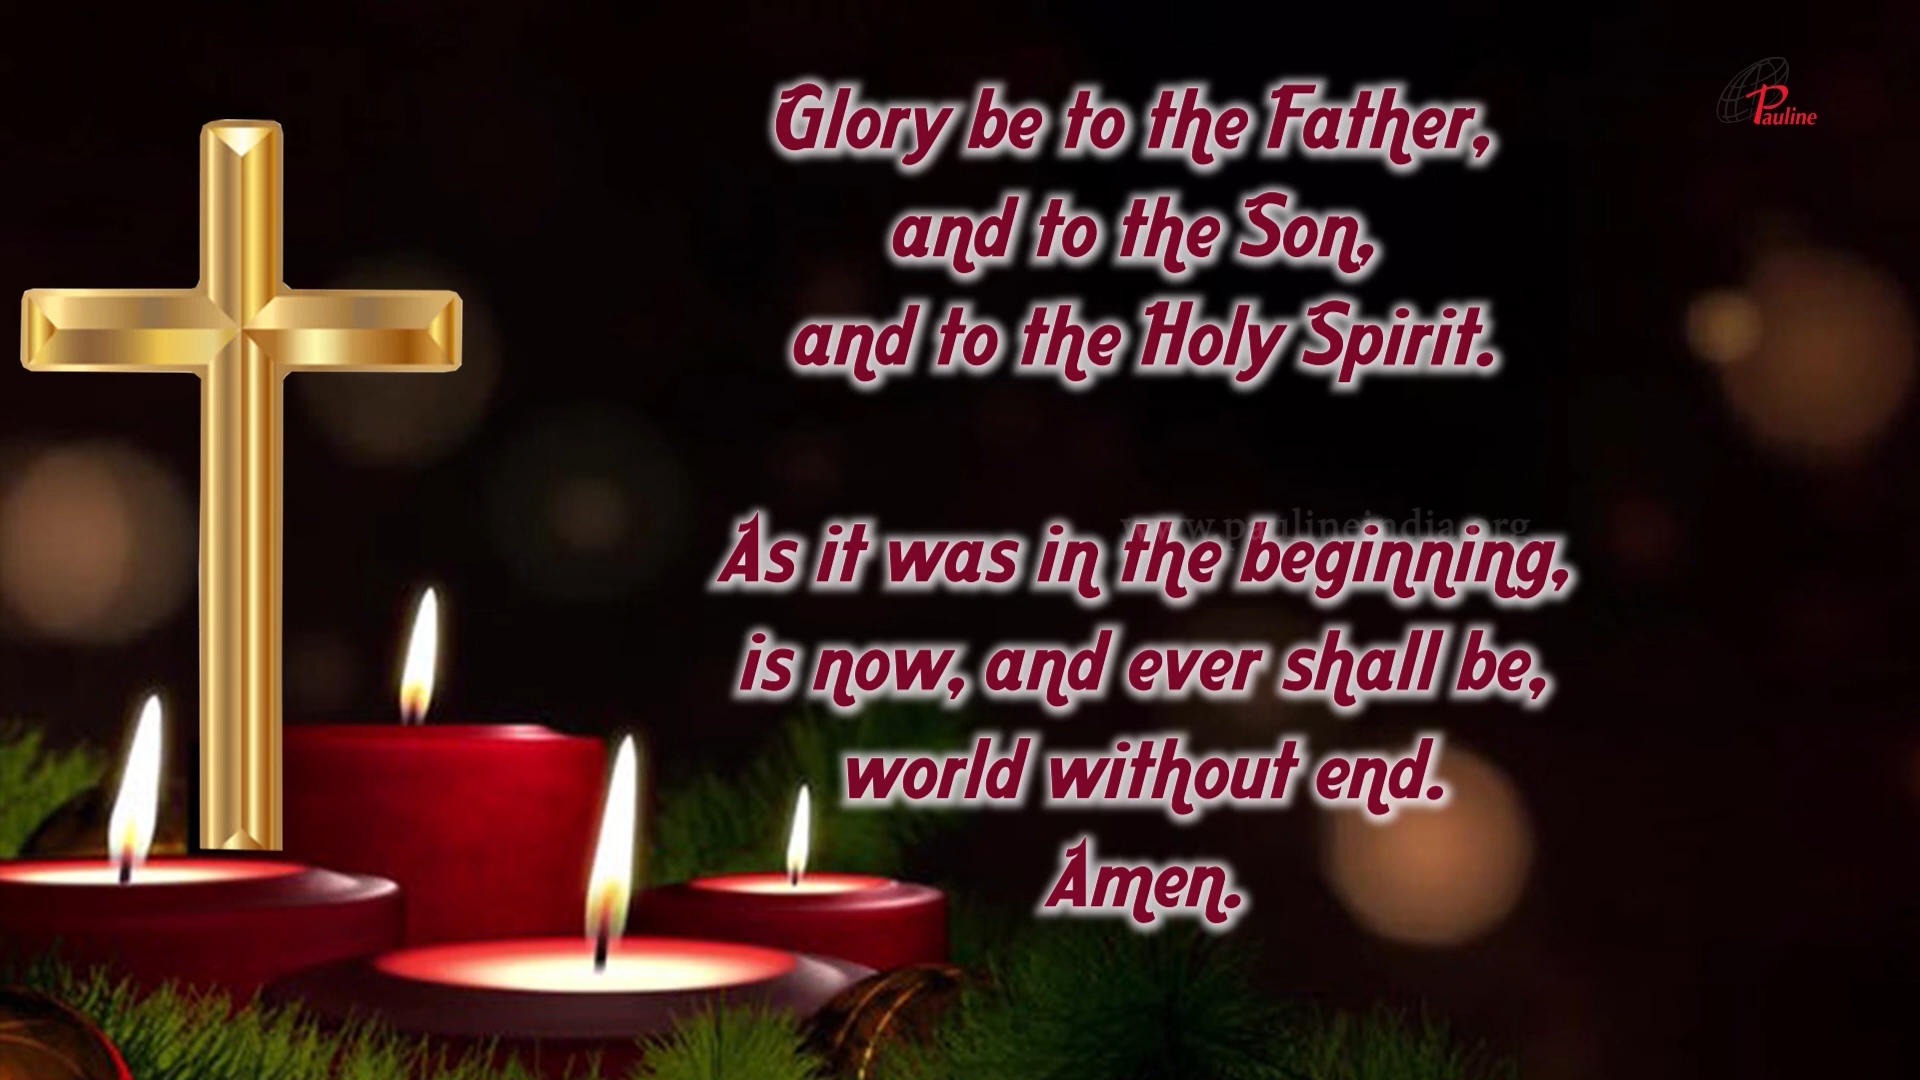 Pauline
Glory be to the Father,
and to the Son,
and to the Holy Spirit.
www.paulineindia.org
As it was in the beginning,
is now, and ever shall be,
world without end.
Amen.